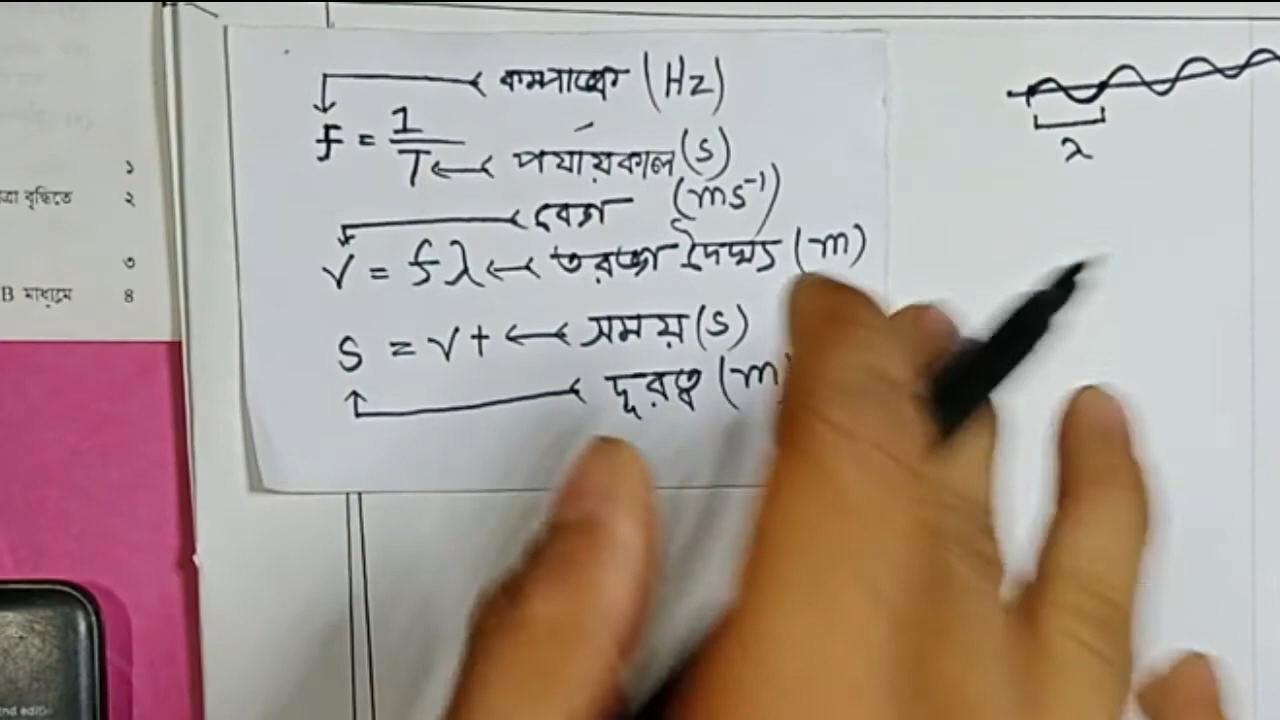 কম্পাঙ্ক (Hz)
f = 1/T ← পর্যায়কাল (s)
বেগ (ms⁻¹)
v = fλ ← তরঙ্গ দৈর্ঘ্য (m)
s = vt ← সময় (s)
দূরত্ব (m)
λ
১
বৃদ্ধিতে ২
৩
B মাধ্যমে ৪